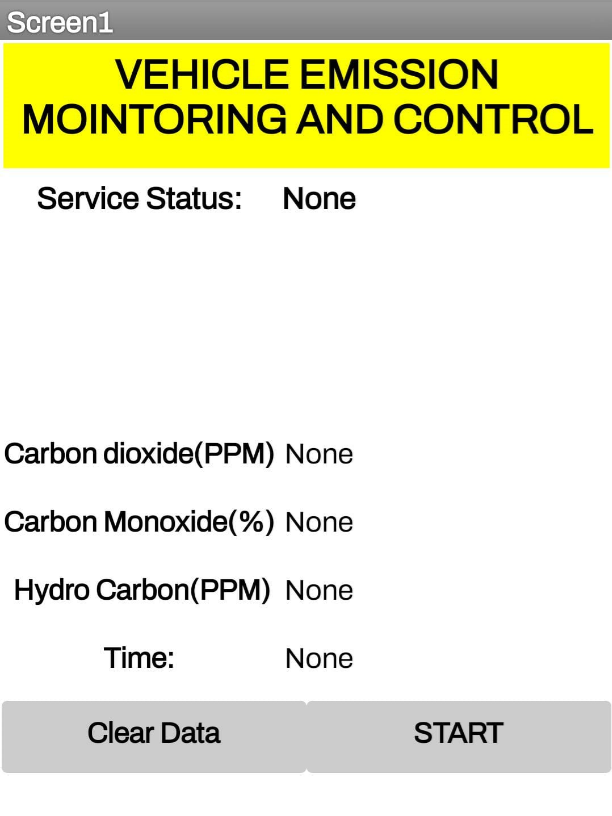 Screen1
VEHICLE EMISSION
MOINTORING AND CONTROL
Service Status: None
Carbon dioxide(PPM) None
Carbon Monoxide(%) None
Hydro Carbon(PPM) None
Time: None
Clear Data START